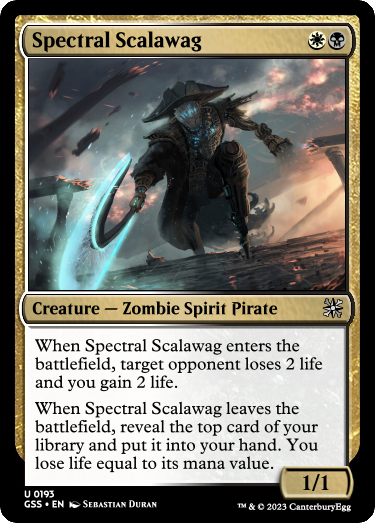 Spectral Scalawag
Creature — Zombie Spirit Pirate
When Spectral Scalawag enters the
battlefield, target opponent loses 2 life
and you gain 2 life.
When Spectral Scalawag leaves the
battlefield, reveal the top card of your
library and put it into your hand. You
lose life equal to its mana value.
1/1
U 0193
GSS • EN Sebastian Duran
™ & © 2023 CanterburyEgg